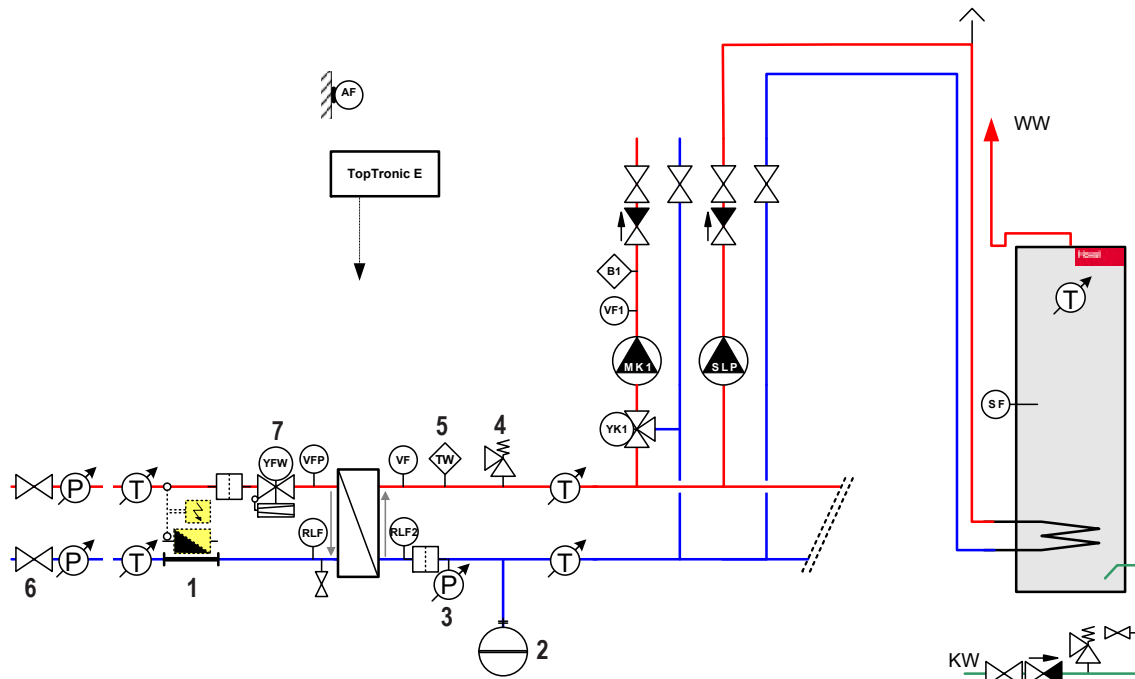 AF
WW
TopTronic E
B1
VF1
T
MK1
SLP
SF
YK1
7
5
4
YFW
VFP
VF
TW
P
T
T
RLF
RLF2
P
T
P
T
6
1
3
2
KW